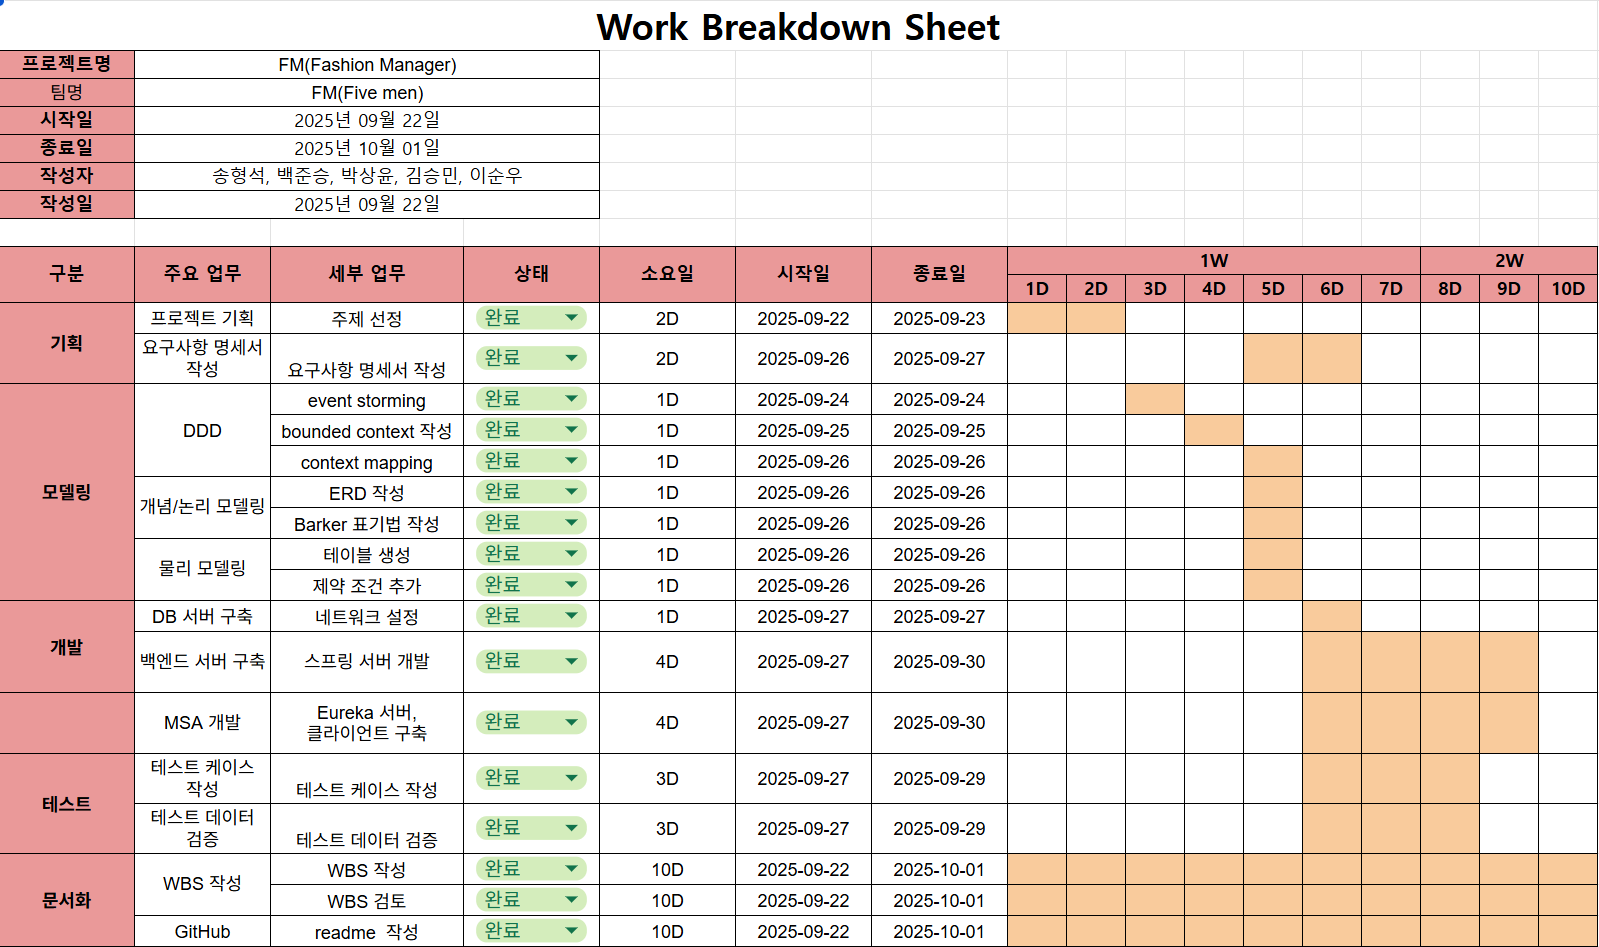 Work Breakdown Sheet
프로젝트명 FM(Fashion Manager)
팀명 FM(Five men)
시작일 2025년 09월 22일
종료일 2025년 10월 01일
작성자 송형석, 백준승, 박상윤, 김승민, 이순우
작성일 2025년 09월 22일
구분 주요 업무 세부 업무 상태 소요일 시작일 종료일 1W 2W
1D 2D 3D 4D 5D 6D 7D 8D 9D 10D
기획 프로젝트 기획 주제 선정 완료 2D 2025-09-22 2025-09-23
요구사항 명세서
작성 요구사항 명세서 작성 완료 2D 2025-09-26 2025-09-27
모델링 DDD event storming 완료 1D 2025-09-24 2025-09-24
bounded context 작성 완료 1D 2025-09-25 2025-09-25
context mapping 완료 1D 2025-09-26 2025-09-26
개념/논리 모델링 ERD 작성 완료 1D 2025-09-26 2025-09-26
Barker 표기법 작성 완료 1D 2025-09-26 2025-09-26
물리 모델링 테이블 생성 완료 1D 2025-09-26 2025-09-26
제약 조건 추가 완료 1D 2025-09-26 2025-09-26
개발 DB 서버 구축 네트워크 설정 완료 1D 2025-09-27 2025-09-27
백엔드 서버 구축 스프링 서버 개발 완료 4D 2025-09-27 2025-09-30
MSA 개발 Eureka 서버,
클라이언트 구축 완료 4D 2025-09-27 2025-09-30
테스트 테스트 케이스
작성 테스트 케이스 작성 완료 3D 2025-09-27 2025-09-29
테스트 데이터
검증 테스트 데이터 검증 완료 3D 2025-09-27 2025-09-29
문서화 WBS 작성 WBS 작성 완료 10D 2025-09-22 2025-10-01
WBS 검토 완료 10D 2025-09-22 2025-10-01
GitHub readme 작성 완료 10D 2025-09-22 2025-10-01